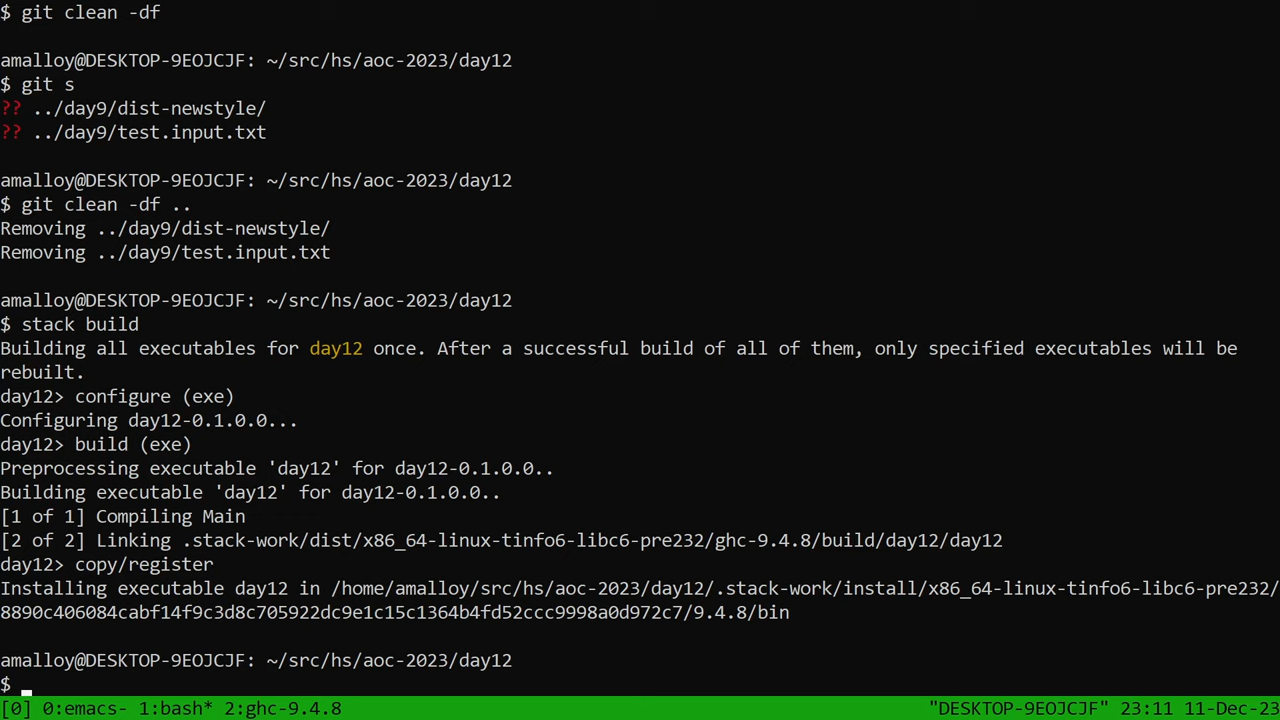 $ git clean -df
amalloy@DESKTOP-9EOJCJF: ~/src/hs/aoc-2023/day12
$ git s
?? ../day9/dist-newstyle/
?? ../day9/test.input.txt
amalloy@DESKTOP-9EOJCJF: ~/src/hs/aoc-2023/day12
$ git clean -df ..
Removing ../day9/dist-newstyle/
Removing ../day9/test.input.txt
amalloy@DESKTOP-9EOJCJF: ~/src/hs/aoc-2023/day12
$ stack build
Building all executables for day12 once. After a successful build of all of them, only specified executables will be
rebuilt.
day12> configure (exe)
Configuring day12-0.1.0.0...
day12> build (exe)
Preprocessing executable 'day12' for day12-0.1.0.0..
Building executable 'day12' for day12-0.1.0.0..
[1 of 1] Compiling Main
[2 of 2] Linking .stack-work/dist/x86_64-linux-tinfo6-libc6-pre232/ghc-9.4.8/build/day12/day12
day12> copy/register
Installing executable day12 in /home/amalloy/src/hs/aoc-2023/day12/.stack-work/install/x86_64-linux-tinfo6-libc6-pre232/
8890c406084cabf14f9c3d8c705922dc9e1c15c1364b4fd52ccc9998a0d972c7/9.4.8/bin
amalloy@DESKTOP-9EOJCJF: ~/src/hs/aoc-2023/day12
$
[0] 0:emacs- 1:bash* 2:ghc-9.4.8 "DESKTOP-9EOJCJF" 23:11 11-Dec-23